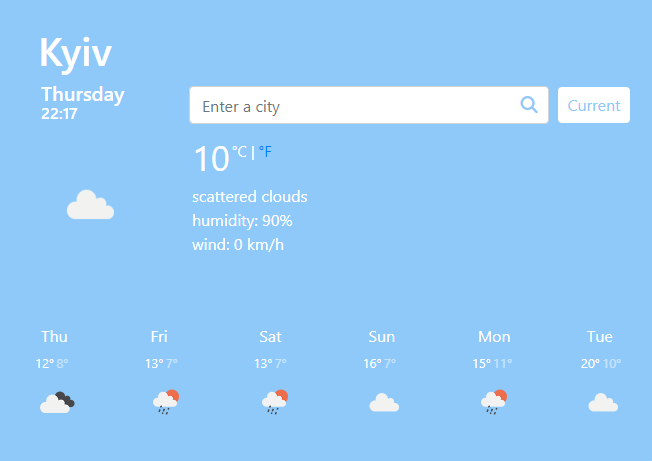 Kyiv
Thursday
22:17
Enter a city
Current
10 °C | °F
scattered clouds
humidity: 90%
wind: 0 km/h
Thu Fri Sat Sun Mon Tue
12° 8° 13° 7° 13° 7° 16° 7° 15° 11° 20° 10°